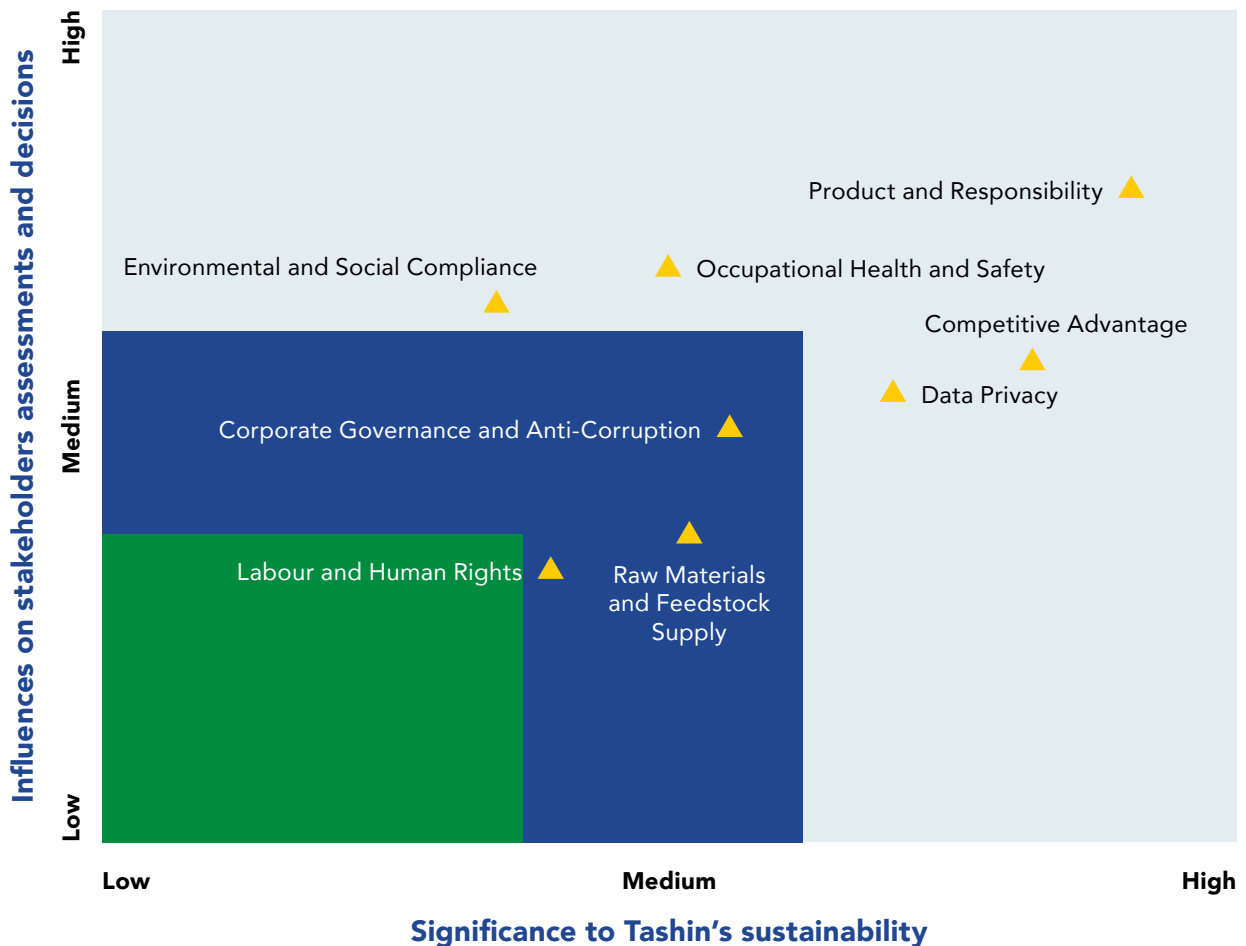 Influences on stakeholders assessments and decisions
High
Medium
Low
Product and Responsibility
Environmental and Social Compliance
Occupational Health and Safety
Competitive Advantage
Data Privacy
Corporate Governance and Anti-Corruption
Labour and Human Rights
Raw Materials
and Feedstock
Supply
Low
Medium
High
Significance to Tashin’s sustainability